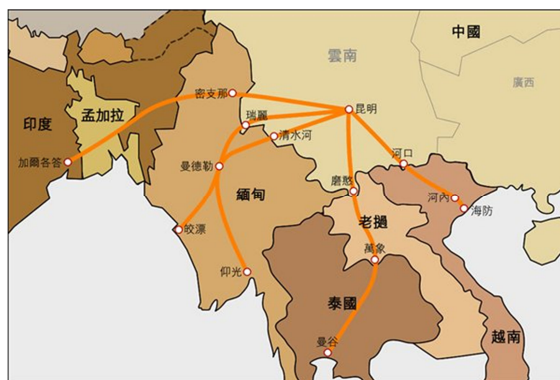 中國
雲南
廣西
密支那
昆明
瑞麗
印度
孟加拉
清水河
加爾各答
曼德勒
河口
磨憨
緬甸
河內
海防
老撾
皎漂
萬象
仰光
泰國
曼谷
越南